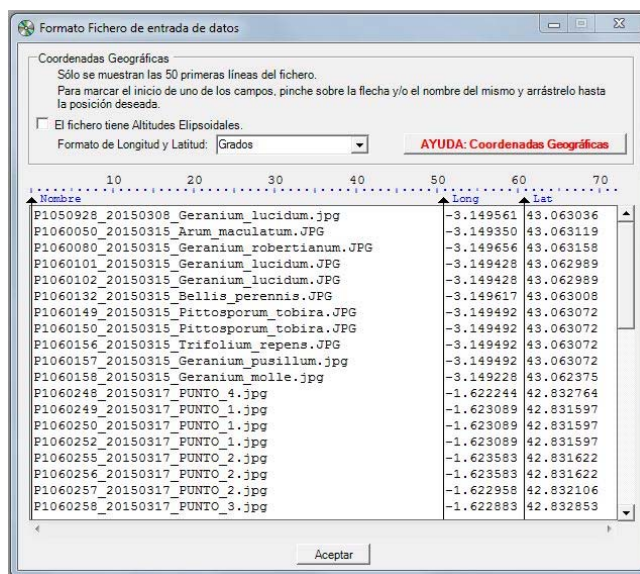 Formato Fichero de entrada de datos
Coordenadas Geográficas
Sólo se muestran las 50 primeras líneas del fichero.
Para marcar el inicio de uno de los campos, pinche sobre la flecha y/o el nombre del mismo y arrástrelo hasta
la posición deseada.
El fichero tiene Altitudes Elipsoidales.
Formato de Longitud y Latitud: Grados
AYUDA: Coordenadas Geográficas
10 20 30 40 50 60 70
Nombre Long Lat
P1050928_20150308_Geranium_lucidum.jpg -3.149561 43.063036
P1060050_20150315_Arum_maculatum.JPG -3.149350 43.063119
P1060080_20150315_Geranium_robertianum.JPG -3.149656 43.063158
P1060101_20150315_Geranium_lucidum.JPG -3.149428 43.062989
P1060102_20150315_Geranium_lucidum.JPG -3.149428 43.062989
P1060132_20150315_Bellis_perennis.JPG -3.149617 43.063008
P1060149_20150315_Pittosporum_tobira.JPG -3.149492 43.063072
P1060150_20150315_Pittosporum_tobira.JPG -3.149492 43.063072
P1060156_20150315_Trifolium_repens.JPG -3.149492 43.063072
P1060157_20150315_Geranium_pusillum.jpg -3.149492 43.063072
P1060158_20150315_Geranium_molle.jpg -3.149228 43.062375
P1060248_20150317_PUNTO_4.jpg -1.622244 42.832764
P1060249_20150317_PUNTO_1.jpg -1.623089 42.831597
P1060250_20150317_PUNTO_1.jpg -1.623089 42.831597
P1060252_20150317_PUNTO_1.jpg -1.623089 42.831597
P1060255_20150317_PUNTO_2.jpg -1.623583 42.831622
P1060256_20150317_PUNTO_2.jpg -1.623583 42.831622
P1060257_20150317_PUNTO_2.jpg -1.622958 42.832106
P1060258_20150317_PUNTO_3.jpg -1.622883 42.832853
Aceptar